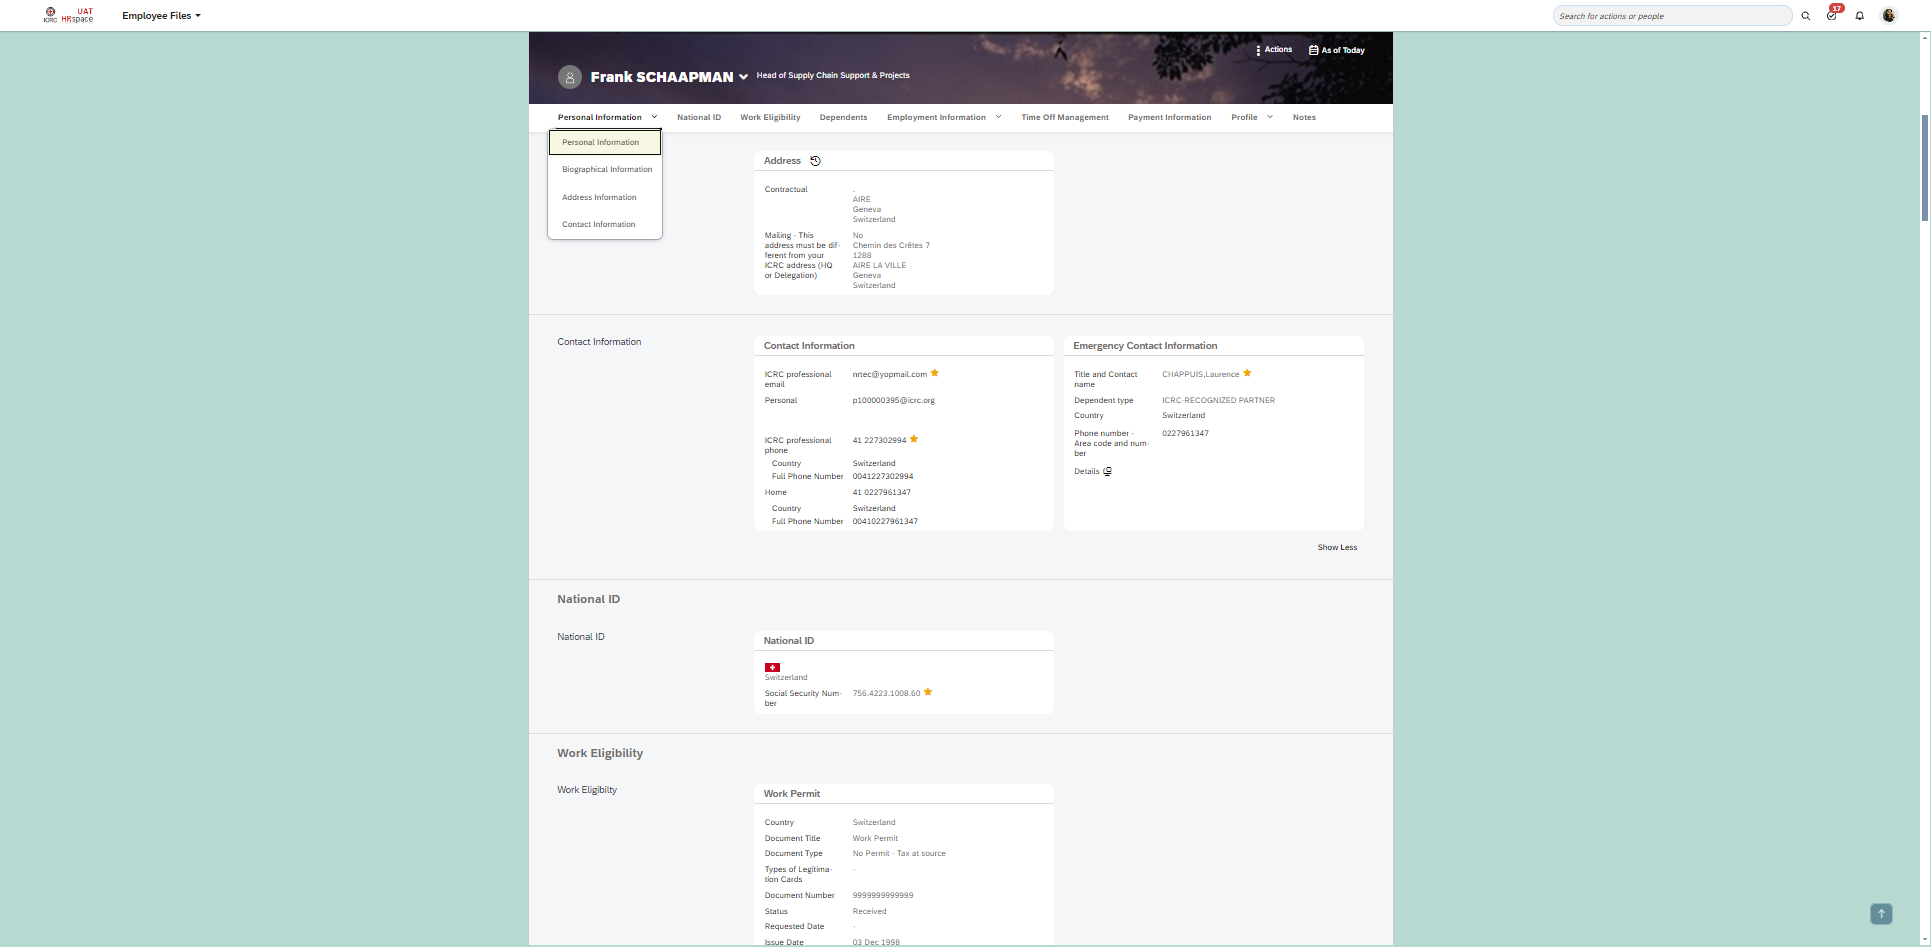 ICRC
UAT
HRspace
Employee Files
Search for actions or people
17
Actions
As of Today
Frank SCHAAPMAN
Head of Supply Chain Support & Projects
Personal Information
National ID
Work Eligibility
Dependents
Employment Information
Time Off Management
Payment Information
Profile
Notes
Personal Information
Biographical Information
Address Information
Contact Information
Address
Contractual
-
AIRE
Geneva
Switzerland
Mailing - This
address must be dif-
ferent from your
ICRC address (HQ
or Delegation)
No
Chemin des Crêtes 7
1288
AIRE LA VILLE
Geneva
Switzerland
Contact Information
Contact Information
ICRC professional
email
nrtec@yopmail.com
Personal
p100000395@icrc.org
ICRC professional
phone
41 227302994
Country
Switzerland
Full Phone Number
0041227302994
Home
41 0227961347
Country
Switzerland
Full Phone Number
00410227961347
Emergency Contact Information
Title and Contact
name
CHAPPUIS,Laurence
Dependent type
ICRC-RECOGNIZED PARTNER
Country
Switzerland
Phone number -
Area code and num-
ber
0227961347
Details
Show Less
National ID
National ID
National ID
Switzerland
Social Security Num-
ber
756.4223.1008.60
Work Eligibility
Work Eligibilty
Work Permit
Country
Switzerland
Document Title
Work Permit
Document Type
No Permit - Tax at source
Types of Legitima-
tion Cards
-
Document Number
9999999999999
Status
Received
Requested Date
-
Issue Date
03 Dec 1998